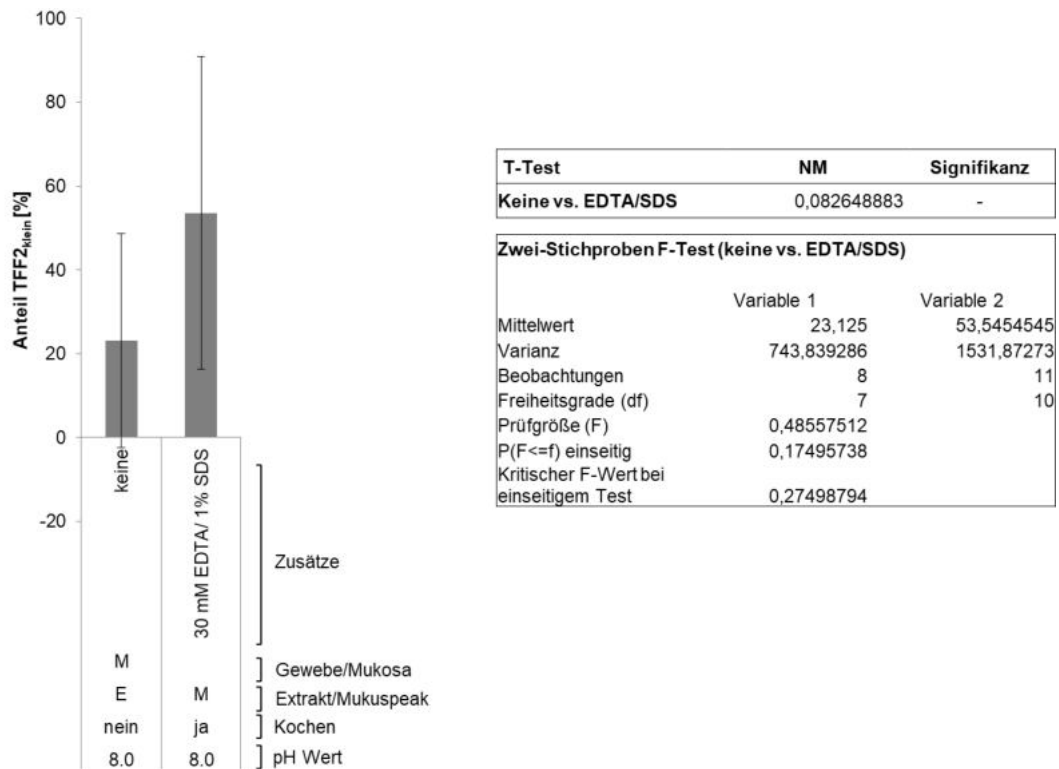 100
80
60
40
20
0
-20
Anteil TFF2klein [%]
keine
30 mM EDTA/ 1% SDS
Zusätze
M
Gewebe/Mukosa
E M Extrakt/Mukuspeak
nein ja Kochen
8.0 8.0 pH Wert
T-Test NM Signifikanz
Keine vs. EDTA/SDS 0,082648883 -
Zwei-Stichproben F-Test (keine vs. EDTA/SDS)
Variable 1 Variable 2
Mittelwert 23,125 53,5454545
Varianz 743,839286 1531,87273
Beobachtungen 8 11
Freiheitsgrade (df) 7 10
Prüfgröße (F) 0,48557512
P(F<=f) einseitig 0,17495738
Kritischer F-Wert bei
einseitigem Test 0,27498794